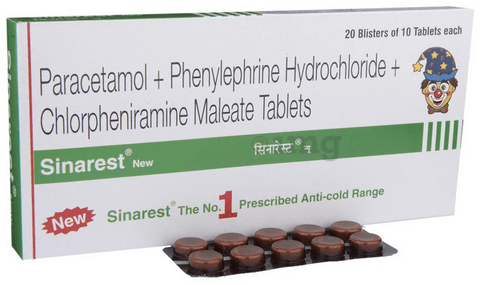 20 Blisters of 10 Tablets each
Paracetamol + Phenylephrine Hydrochloride +
Chlorpheniramine Maleate Tablets
Sinarest® New
सिनारेस्ट® न्
New
Sinarest® The No.1 Prescribed Anti-cold Range